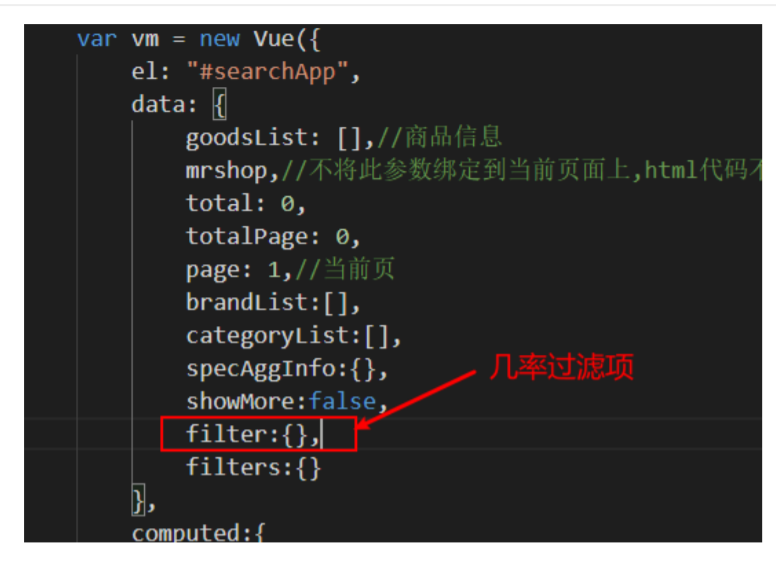 var vm = new Vue({
el: "#searchApp",
data: {
goodsList: [],//商品信息
mrshop,//不将此参数绑定到当前页面上,html代码
total: 0,
totalPage: 0,
page: 1,//当前页
brandList:[],
categoryList:[],
specAggInfo:{},
几率过滤项
showMore:false,
filter:{},
filters:{}
},
computed:{